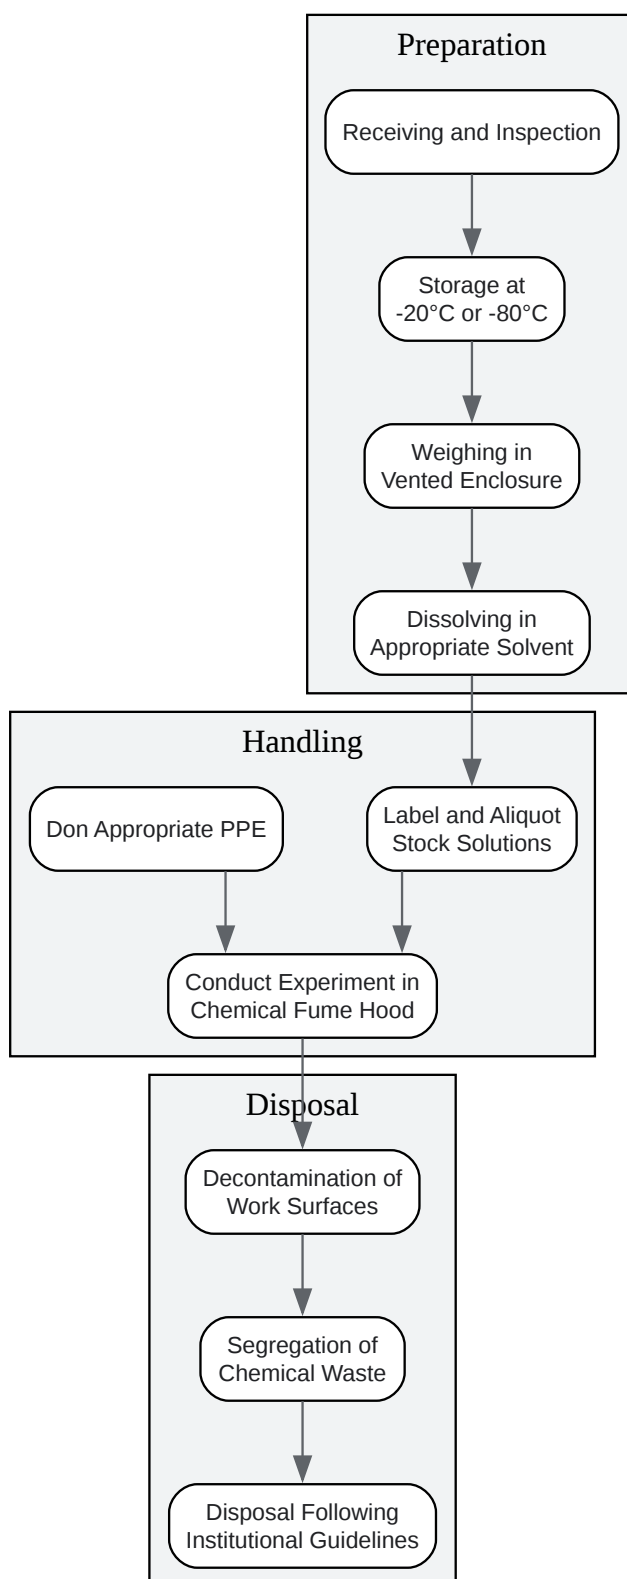 Preparation
Receiving and Inspection
Storage at
-20°C or -80°C
Weighing in
Vented Enclosure
Dissolving in
Appropriate Solvent
Handling
Don Appropriate PPE
Label and Aliquot
Stock Solutions
Conduct Experiment in
Chemical Fume Hood
Disposal
Decontamination of
Work Surfaces
Segregation of
Chemical Waste
Disposal Following
Institutional Guidelines